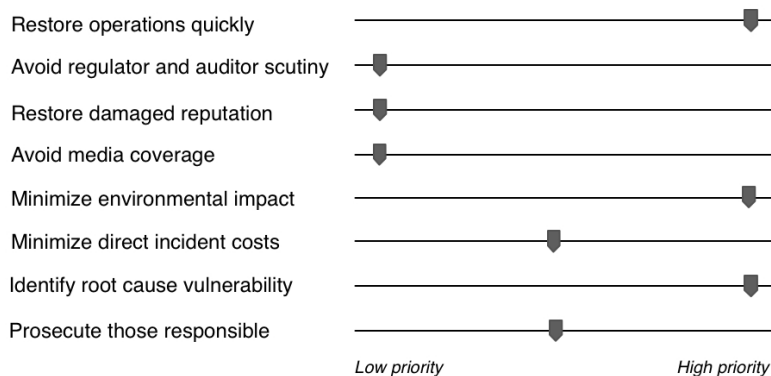 Restore operations quickly
Avoid regulator and auditor scutiny
Restore damaged reputation
Avoid media coverage
Minimize environmental impact
Minimize direct incident costs
Identify root cause vulnerability
Prosecute those responsible
Low priority High priority